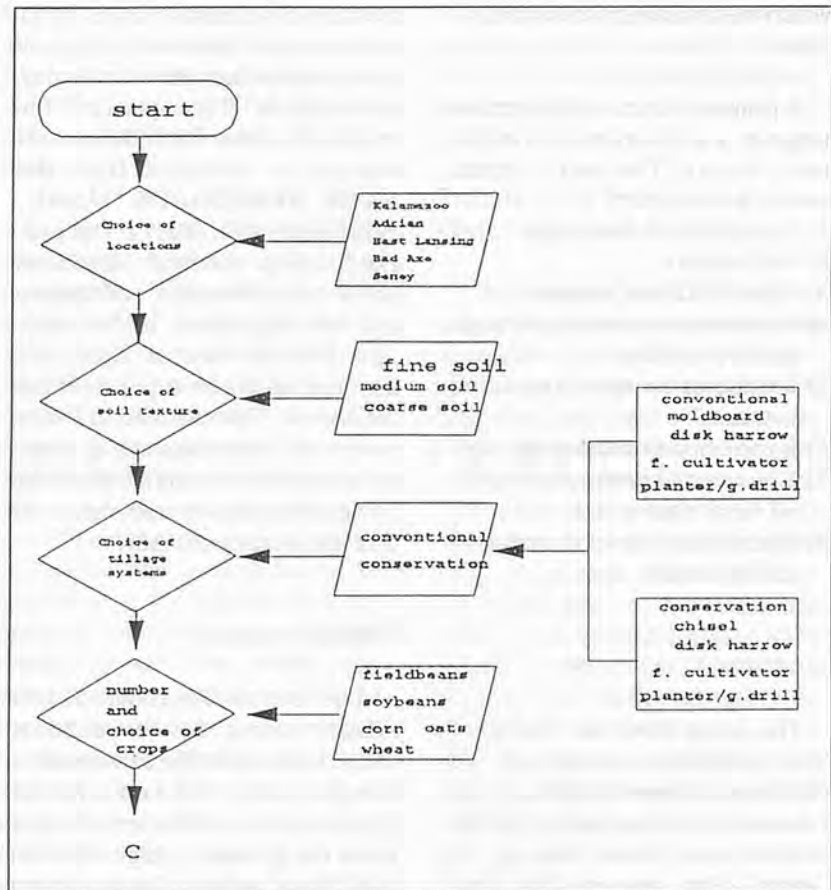 start
Choice of
locations
Kalamazoo
Adrian
East Lansing
Bad Axe
Seney
Choice of
soil texture
fine soil
medium soil
coarse soil
Choice of
tillage
systems
conventional
conservation
conventional
moldboard
disk harrow
f. cultivator
planter/g.drill
conservation
chisel
disk harrow
f. cultivator
planter/g.drill
number
choice of
crops
fieldbeans
soybeans
corn oats
wheat
C